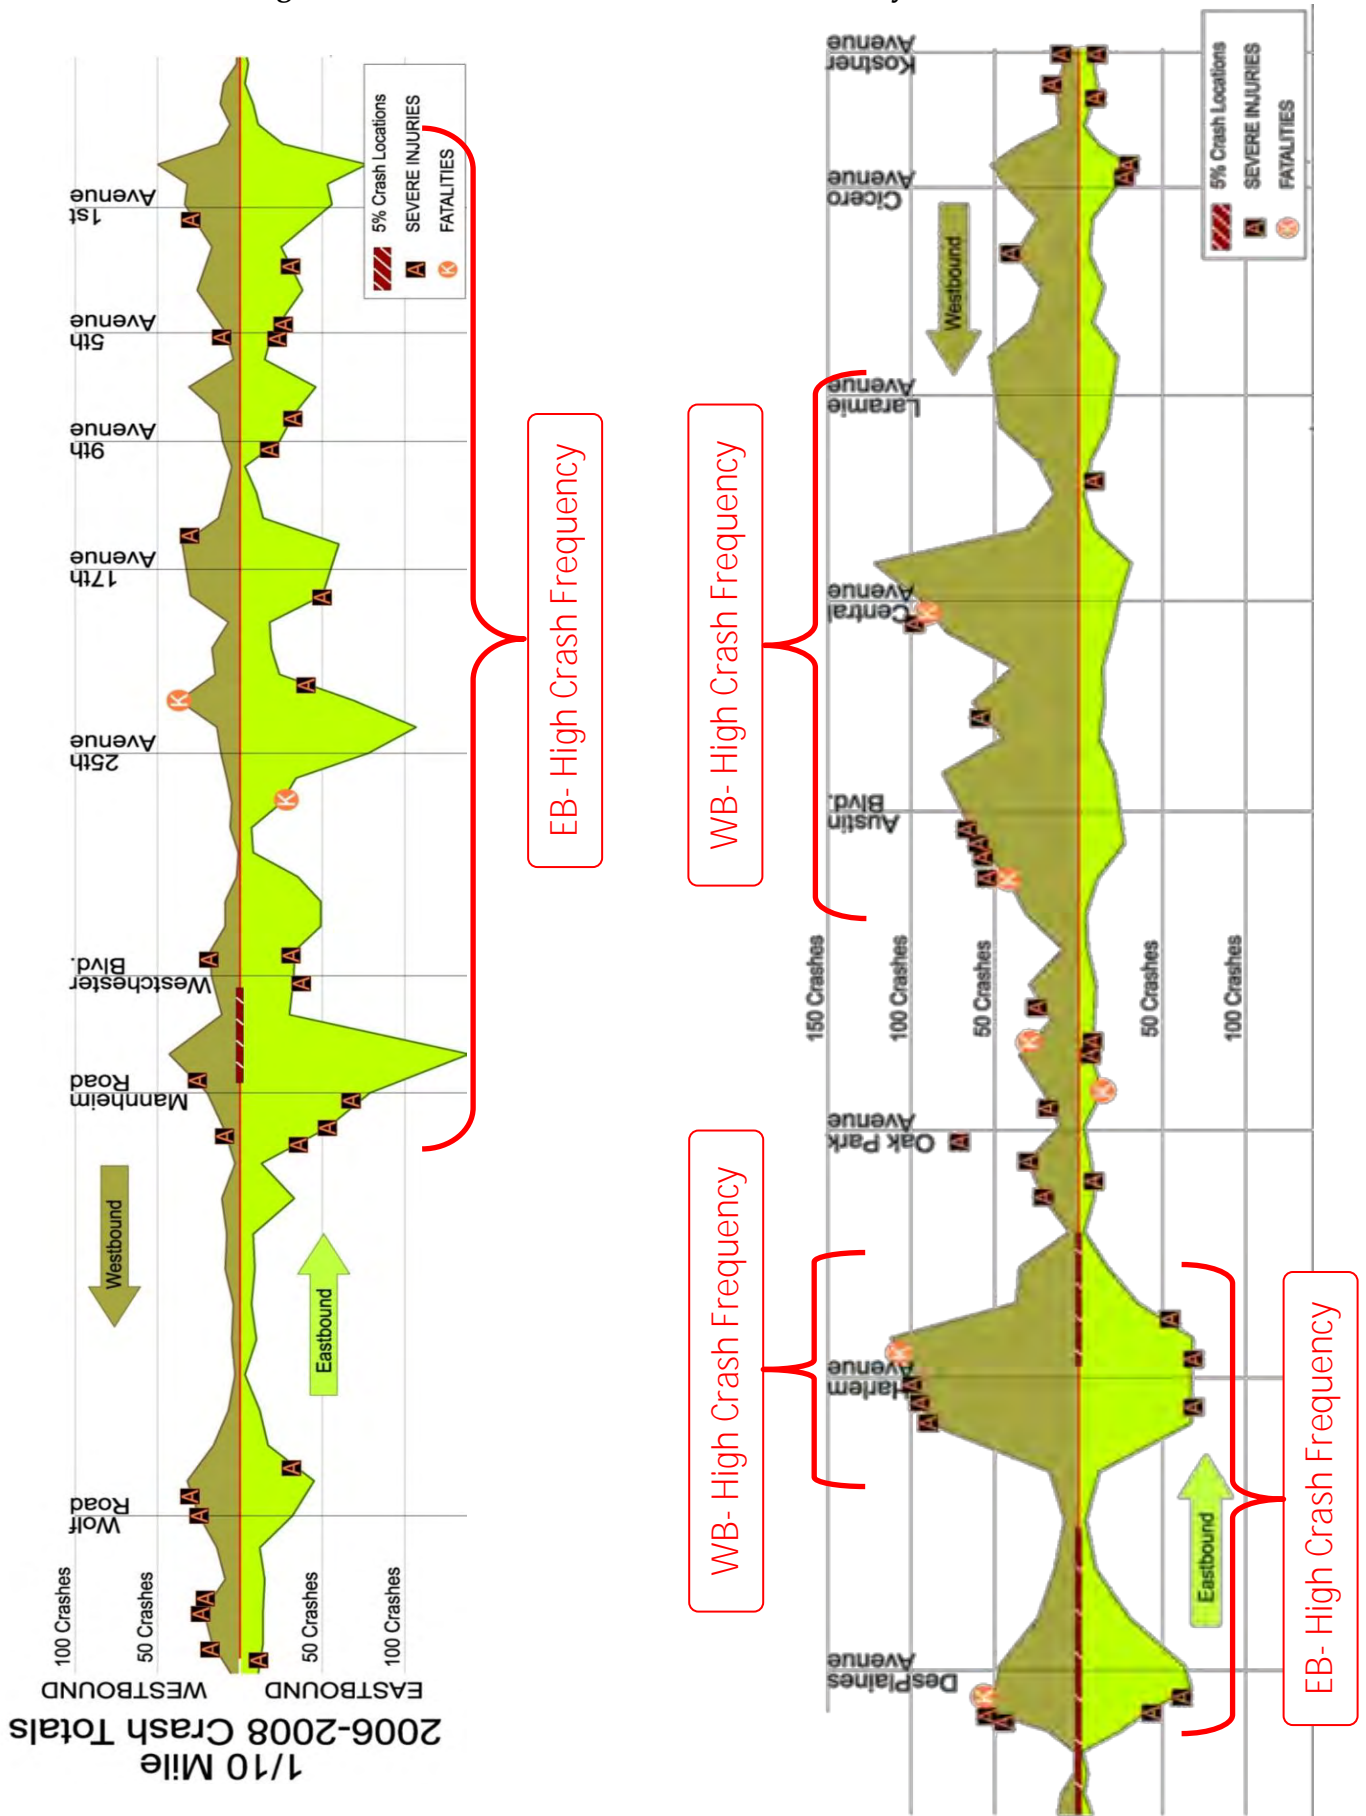 1/10 Mile
2006-2008 Crash Totals
WESTBOUND
EASTBOUND
100 Crashes
50 Crashes
50 Crashes
100 Crashes
Wolf
Road
Mannheim
Road
Westchester
Blvd.
25th
Avenue
17th
Avenue
9th
Avenue
5th
Avenue
1st
Avenue
Westbound
Eastbound
5% Crash Locations
A SEVERE INJURIES
K FATALITIES
EB- High Crash Frequency
150 Crashes
100 Crashes
50 Crashes
50 Crashes
100 Crashes
DesPlaines
Avenue
Harlem
Avenue
Oak Park
Avenue
Austin
Blvd.
Central
Avenue
Laramie
Avenue
Cicero
Avenue
Kostner
Avenue
Westbound
Eastbound
5% Crash Locations
A SEVERE INJURIES
K FATALITIES
WB- High Crash Frequency
WB- High Crash Frequency
EB- High Crash Frequency